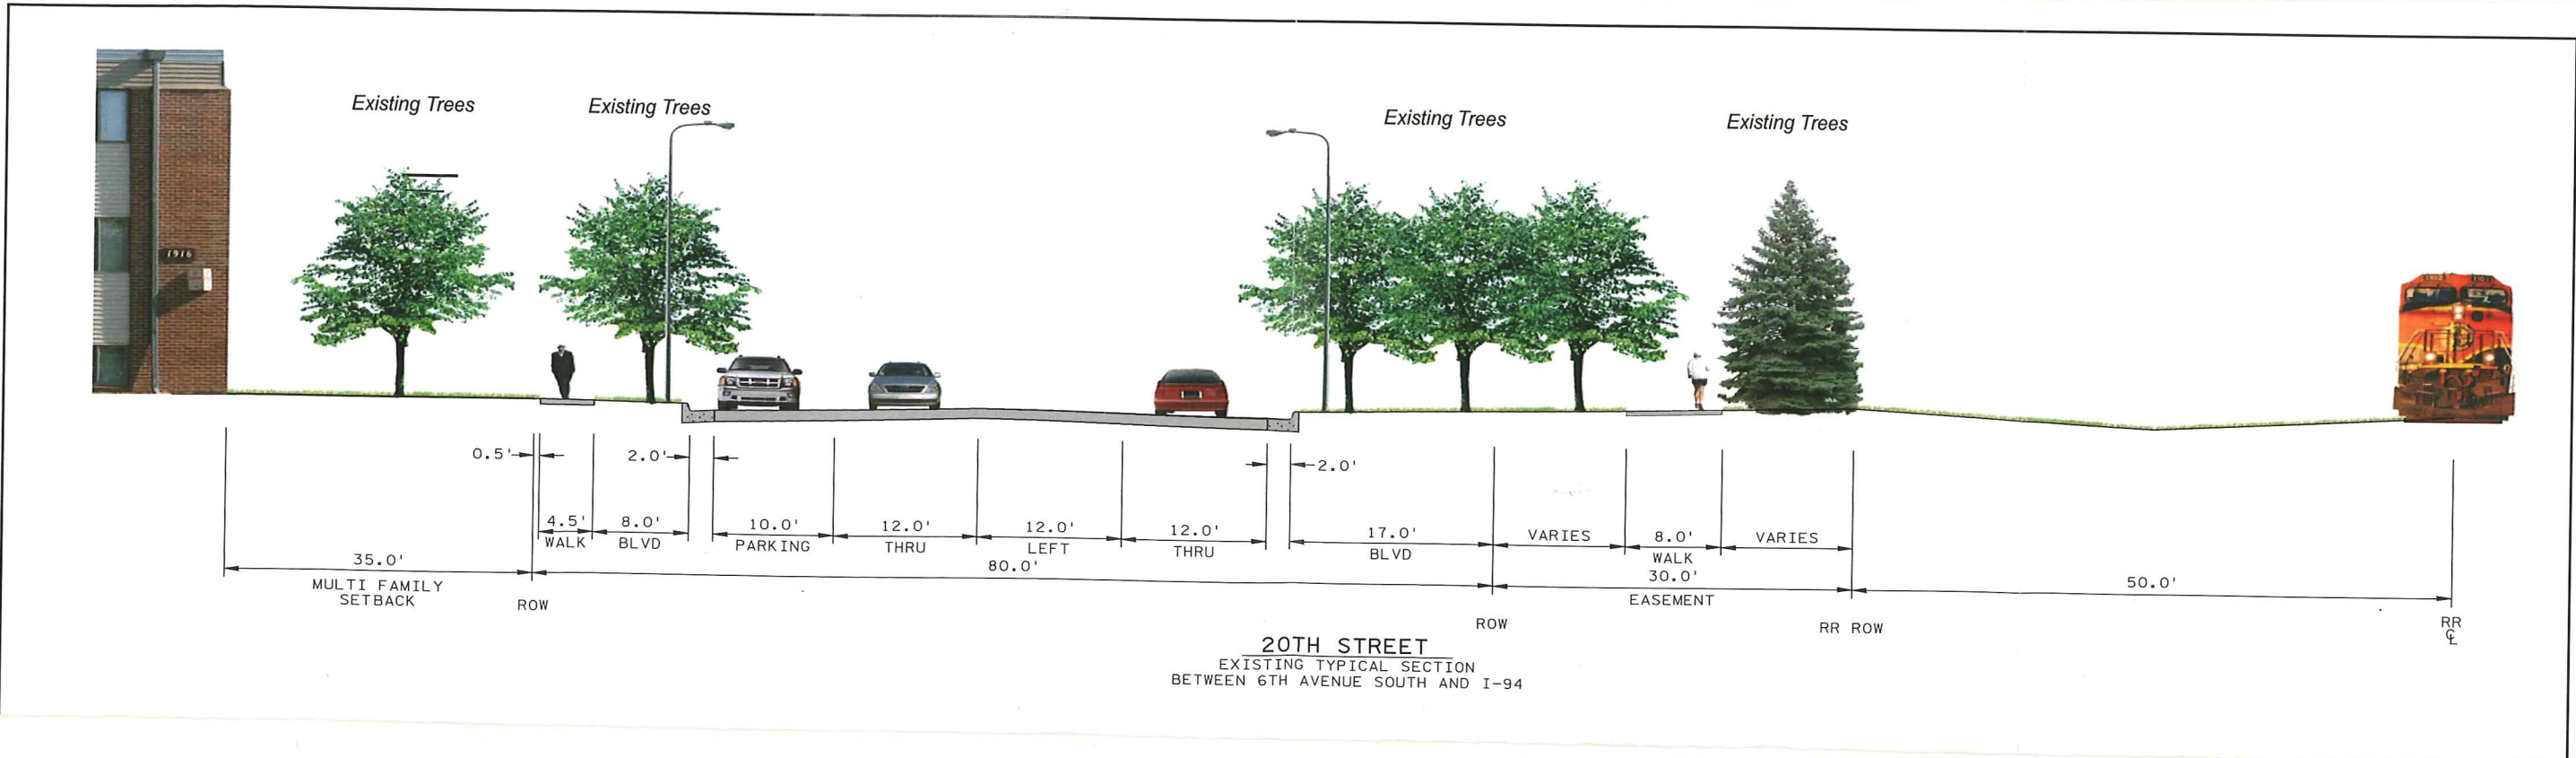 Existing Trees
Existing Trees
Existing Trees
Existing Trees
1916
0.5'
2.0'
2.0'
4.5'
WALK
8.0'
BLVD
10.0'
PARKING
12.0'
THRU
12.0'
LEFT
12.0'
THRU
17.0'
BLVD
VARIES
8.0'
WALK
VARIES
35.0'
MULTI FAMILY
SETBACK
80.0'
30.0'
EASEMENT
50.0'
ROW
ROW
RR ROW
RR
CL
20TH STREET
EXISTING TYPICAL SECTION
BETWEEN 6TH AVENUE SOUTH AND I-94